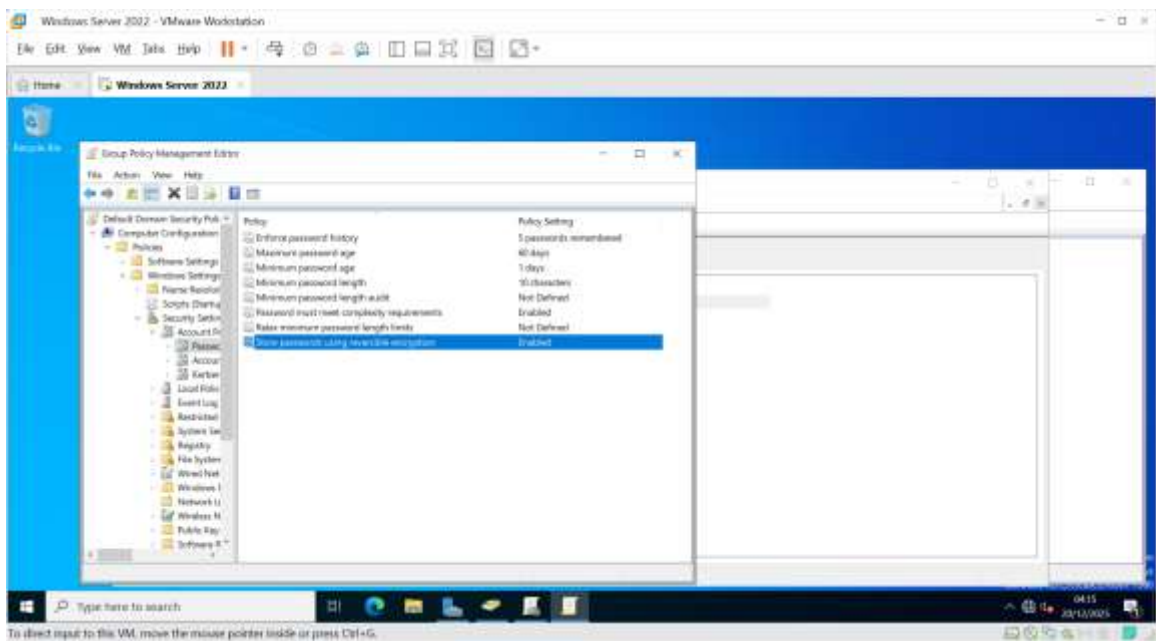 Windows Server 2022 - VMware Workstation
File Edit View VM Tabs Help
Home
Windows Server 2022
Recycle Bin
Group Policy Management Editor
File Action View Help
Default Domain Security Poli
Computer Configuration
Policies
Software Settings
Windows Settings
Name Resolut
Scripts (Startu
Security Settin
Account Po
Passwc
Accoun
Kerber
Local Polic
Event Log
Restricted
System Se
Registry
File System
Wired Net
Windows
Network Li
Wireless N
Public Key
Software R
Policy Policy Setting
Enforce password history 5 passwords remembered
Maximum password age 60 days
Minimum password age 1 days
Minimum password length 10 characters
Minimum password length audit Not Defined
Password must meet complexity requirements Enabled
Relax minimum password length limits Not Defined
Store passwords using reversible encryption Enabled
Type here to search
04:15
20/12/2025
To direct input to this VM, move the mouse pointer inside or press Ctrl+G.